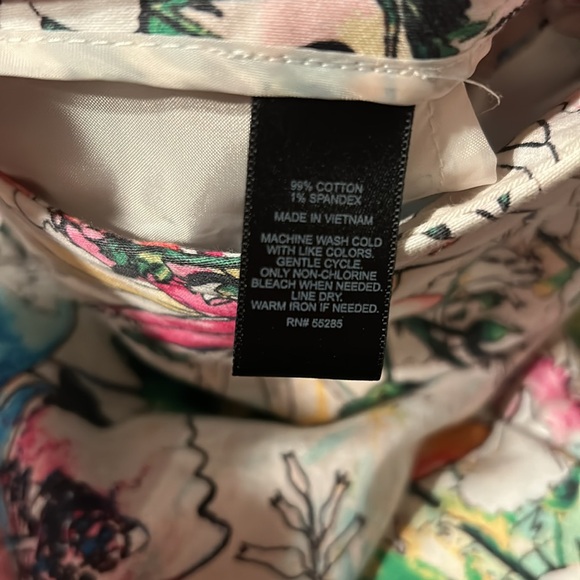 99% COTTON
1% SPANDEX
MADE IN VIETNAM
MACHINE WASH COLD
WITH LIKE COLORS.
GENTLE CYCLE.
ONLY NON-CHLORINE
BLEACH WHEN NEEDED.
LINE DRY.
WARM IRON IF NEEDED.
RN# 55285